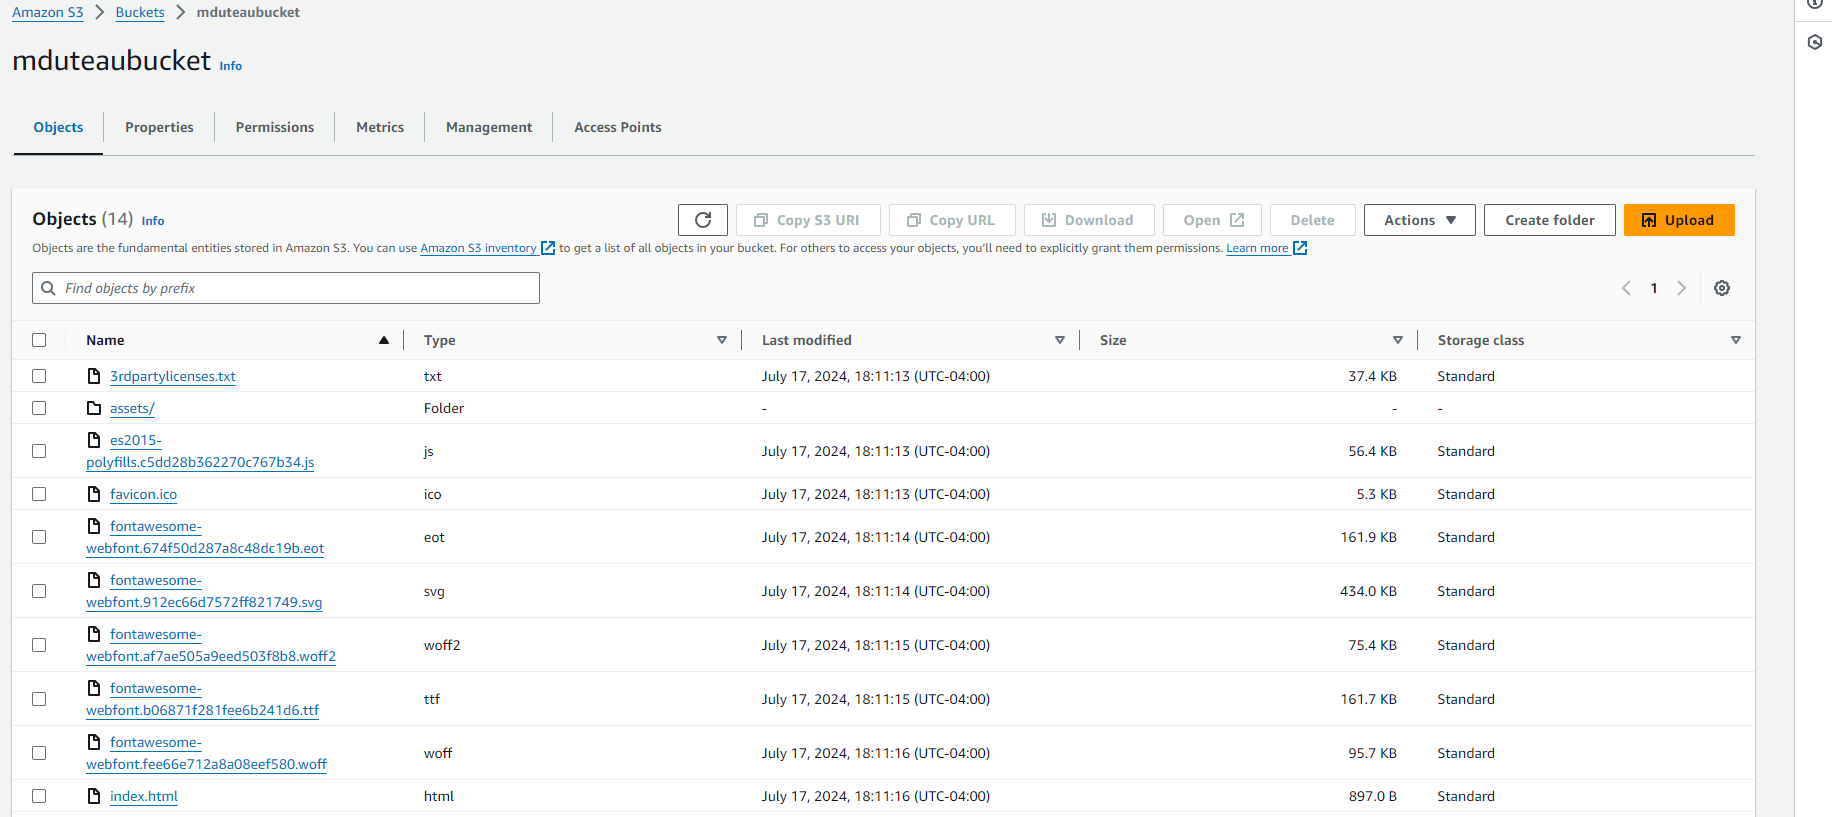 Amazon S3 > Buckets > mduteaubucket
mduteaubucket Info
Objects Properties Permissions Metrics Management Access Points
Objects (14) Info Copy S3 URI Copy URL Download Open Delete Actions Create folder Upload
Objects are the fundamental entities stored in Amazon S3. You can use Amazon S3 inventory to get a list of all objects in your bucket. For others to access your objects, you’ll need to explicitly grant them permissions. Learn more
Find objects by prefix 1
Name Type Last modified Size Storage class
3rdpartylicenses.txt txt July 17, 2024, 18:11:13 (UTC-04:00) 37.4 KB Standard
assets/ Folder - - -
es2015-
polyfills.c5dd28b362270c767b34.js js July 17, 2024, 18:11:13 (UTC-04:00) 56.4 KB Standard
favicon.ico ico July 17, 2024, 18:11:13 (UTC-04:00) 5.3 KB Standard
fontawesome-
webfont.674f50d287a8c48dc19b.eot eot July 17, 2024, 18:11:14 (UTC-04:00) 161.9 KB Standard
fontawesome-
webfont.912ec66d7572ff821749.svg svg July 17, 2024, 18:11:14 (UTC-04:00) 434.0 KB Standard
fontawesome-
webfont.af7ae505a9eed503f8b8.woff2 woff2 July 17, 2024, 18:11:15 (UTC-04:00) 75.4 KB Standard
fontawesome-
webfont.b06871f281fee6b241d6.ttf ttf July 17, 2024, 18:11:15 (UTC-04:00) 161.7 KB Standard
fontawesome-
webfont.fee66e712a8a08eef580.woff woff July 17, 2024, 18:11:16 (UTC-04:00) 95.7 KB Standard
index.html html July 17, 2024, 18:11:16 (UTC-04:00) 897.0 B Standard